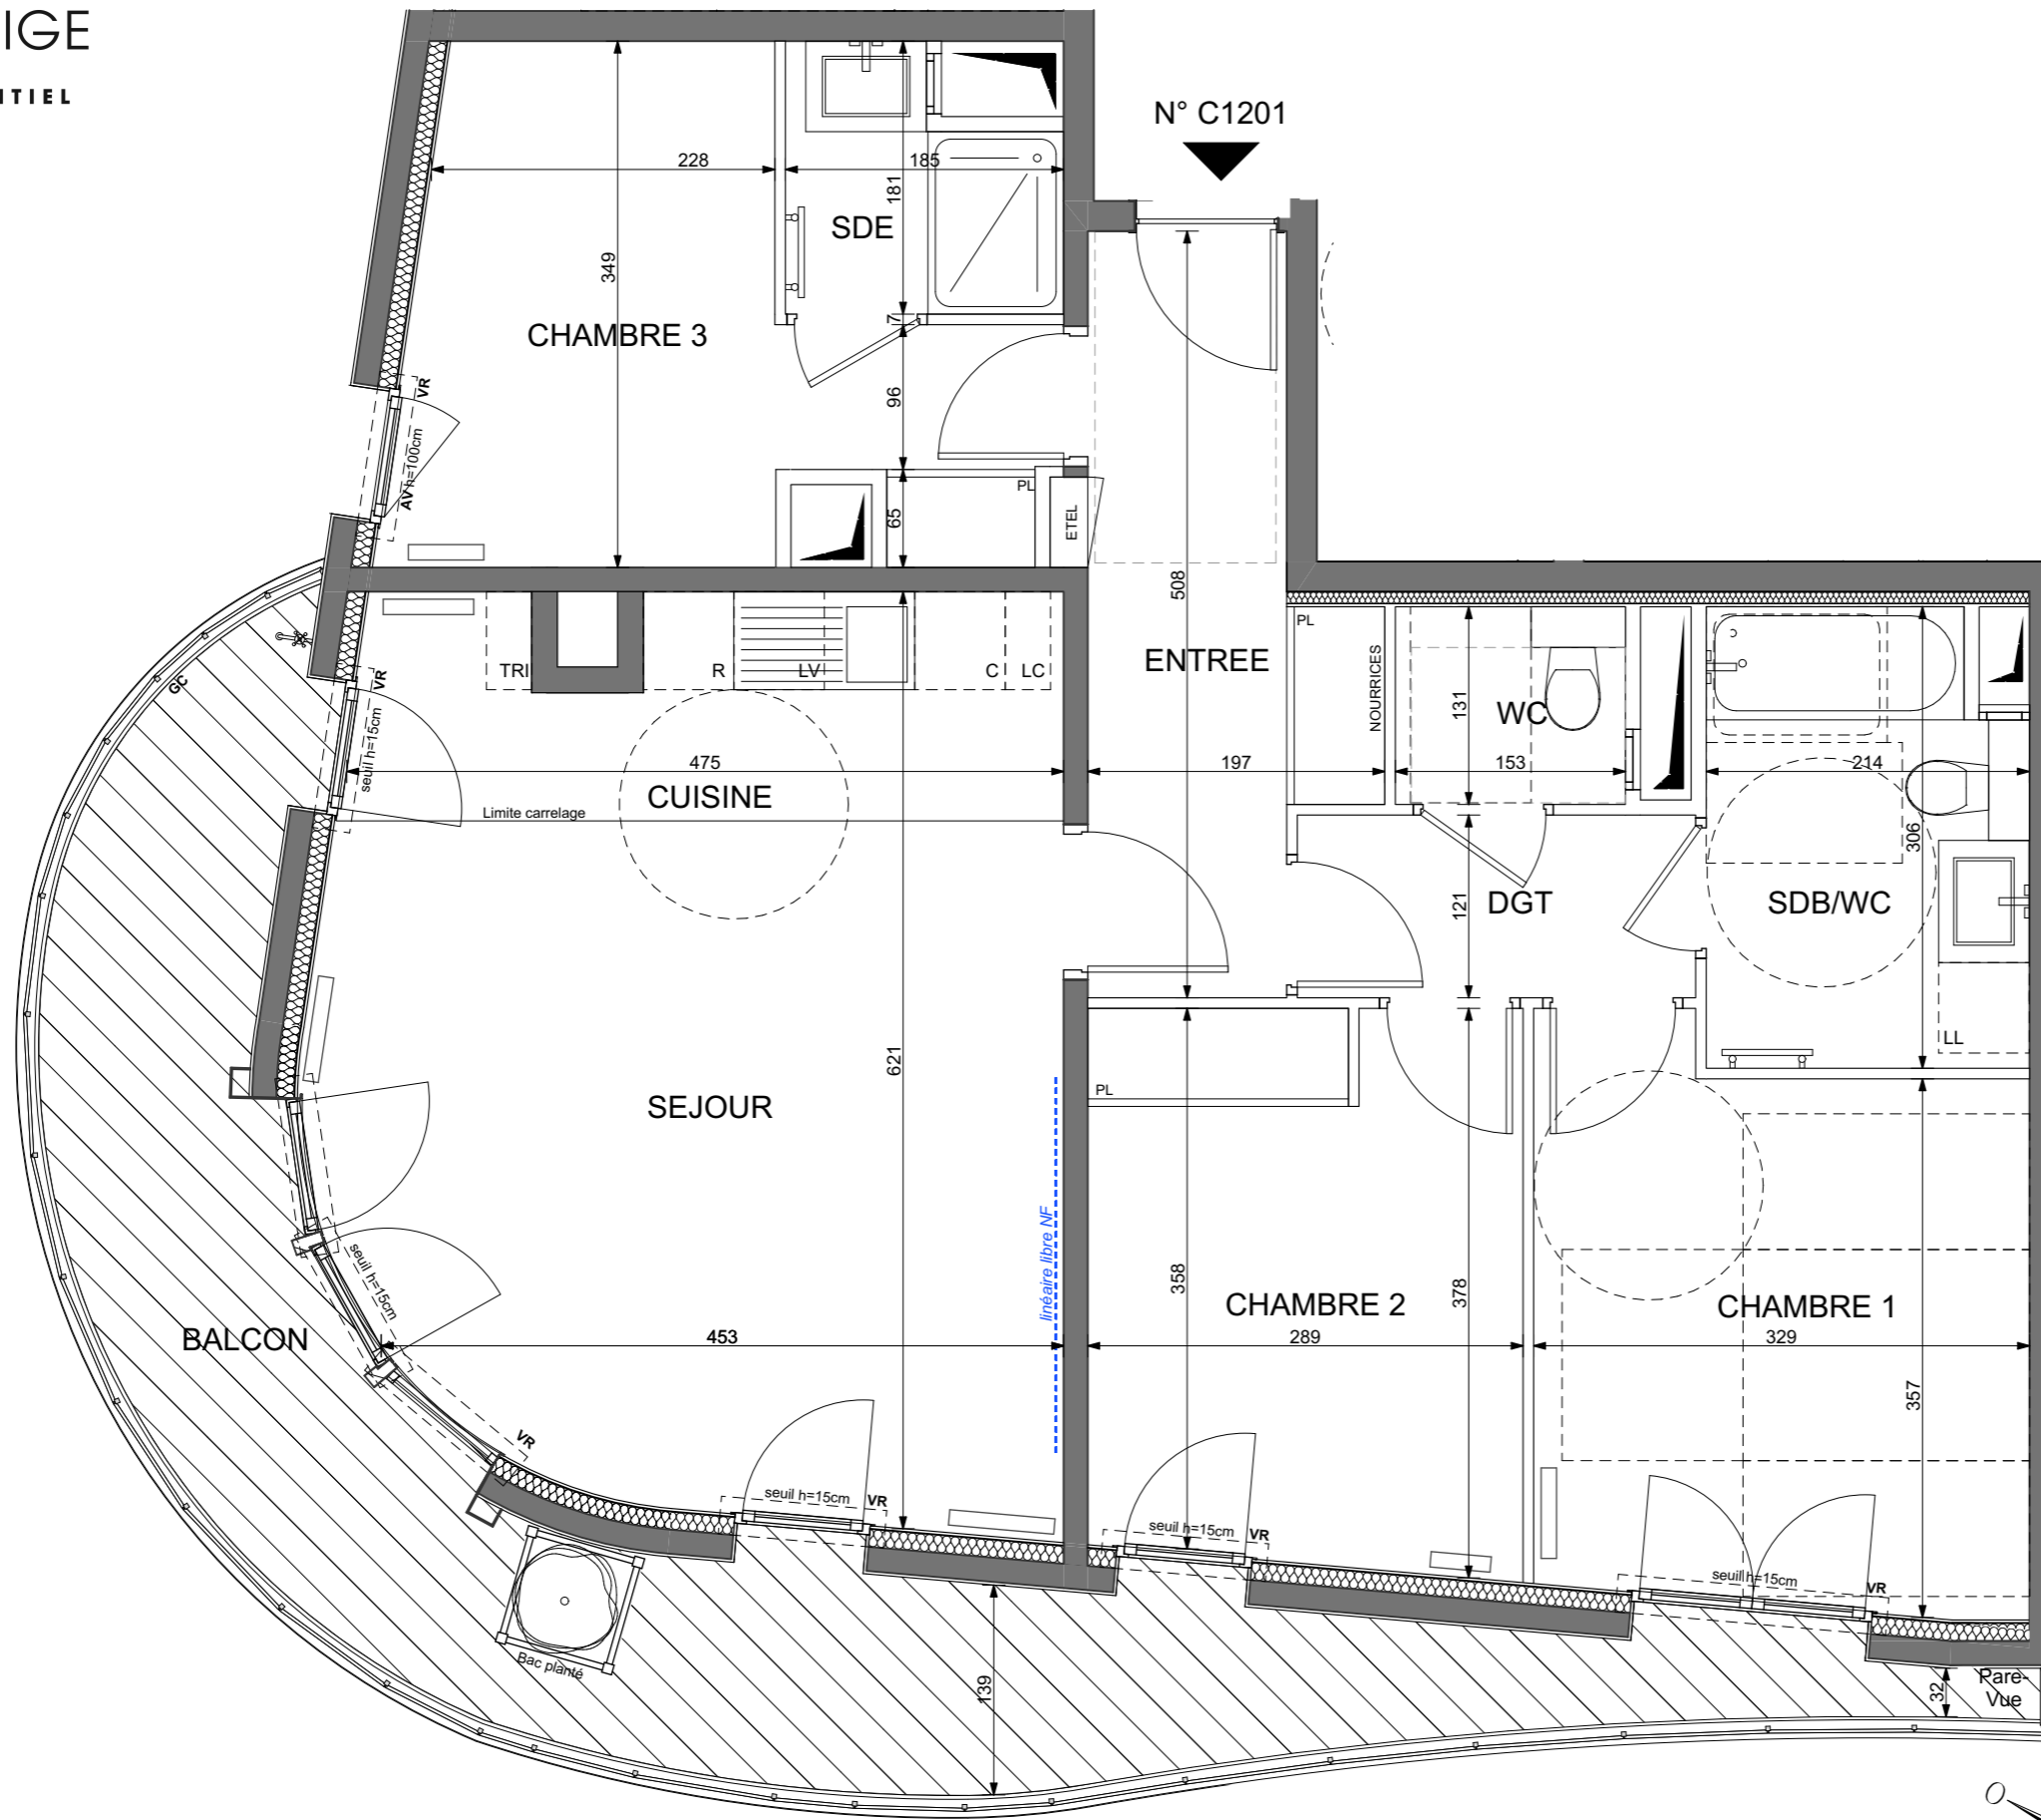 IGE
TIEL
N° C1201
228
185
181
SDE
349
7
CHAMBRE 3
96
VR
AV h=100cm
PL
65
ETEL
508
TRI
R
LV
C
LC
ENTREE
PL
NOURRICES
131
WC
GC
VR
seuil h=15cm
475
197
153
214
CUISINE
Limite carrelage
306
121
DGT
SDB/WC
621
LL
SEJOUR
PL
linéaire libre NF
seuil h=15cm
358
378
CHAMBRE 2
CHAMBRE 1
BALCON
453
289
329
357
VR
seuil h=15cm
VR
seuil h=15cm
VR
seuil h=15cm
VR
Bac planté
139
32
Pare-
Vue
O